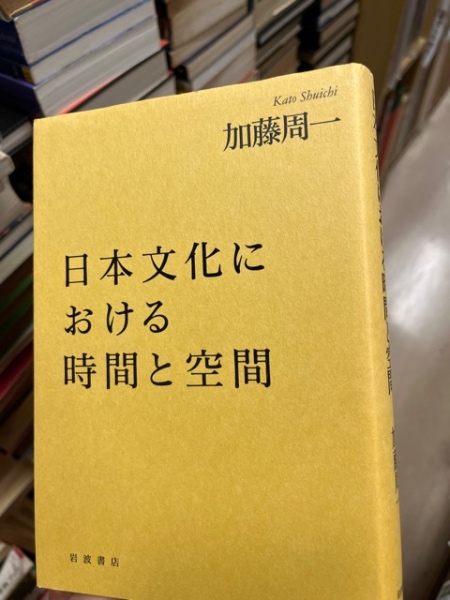 Kato Shuichi
加藤周一
日本文化に
おける
時間と空間
岩波書店